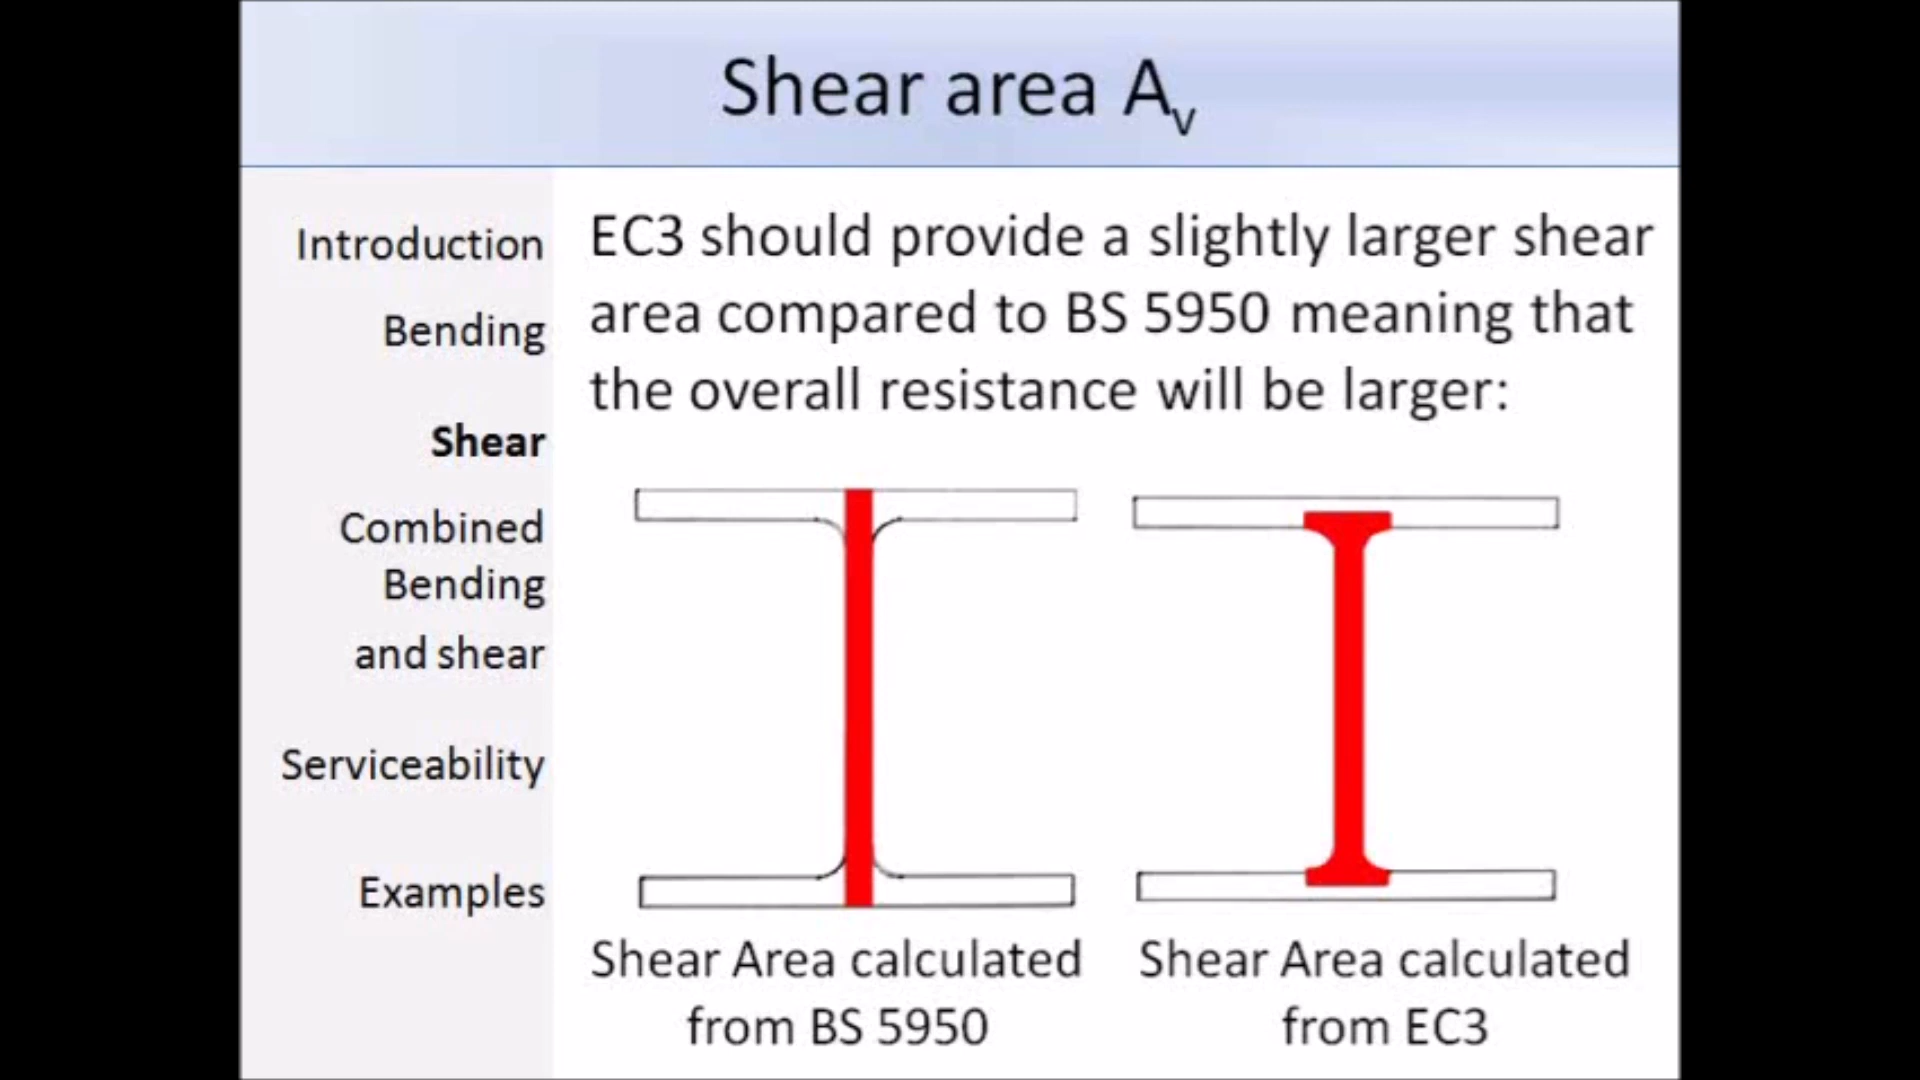 Shear area Av
Introduction
Bending
Shear
Combined
Bending
and shear
Serviceability
Examples
EC3 should provide a slightly larger shear
area compared to BS 5950 meaning that
the overall resistance will be larger:
Shear Area calculated
from BS 5950
Shear Area calculated
from EC3